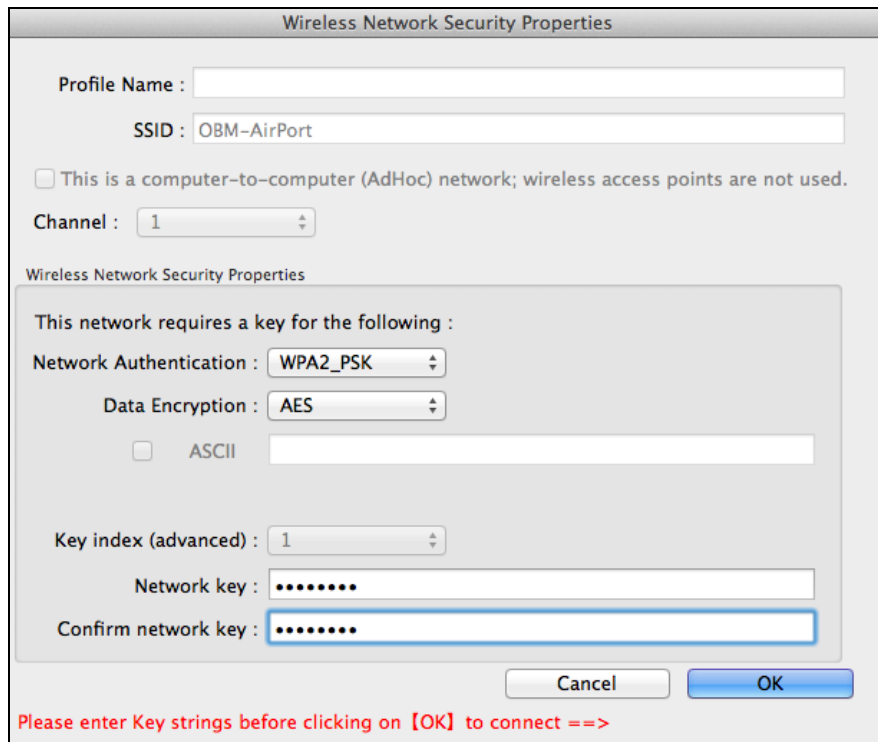 Wireless Network Security Properties
Profile Name :
SSID : OBM-AirPort
This is a computer-to-computer (AdHoc) network; wireless access points are not used.
Channel : 1
Wireless Network Security Properties
This network requires a key for the following :
Network Authentication : WPA2_PSK
Data Encryption : AES
ASCII
Key index (advanced) : 1
Network key : ••••••••
Confirm network key : ••••••••
Cancel OK
Please enter Key strings before clicking on【OK】to connect ==>